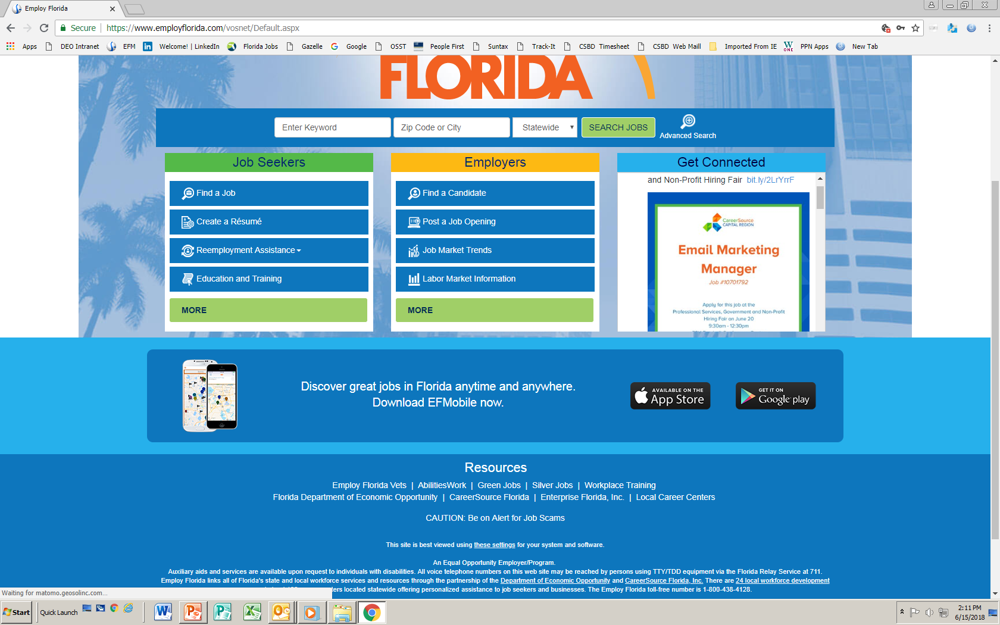 Employ Florida
Secure
https://www.employflorida.com/vosnet/Default.aspx
Apps
DEO Intranet
EFM
Welcome! | LinkedIn
Florida Jobs
Gazelle
Google
OSST
People First
Suntax
Track-It
CSBD Timesheet
CSBD Web Maill
Imported From IE
PPN Apps
New Tab
FLORIDA
Enter Keyword
Zip Code or City
Statewide
SEARCH JOBS
Advanced Search
Job Seekers
Find a Job
Create a Résumé
Reemployment Assistance
Education and Training
MORE
Employers
Find a Candidate
Post a Job Opening
Job Market Trends
Labor Market Information
MORE
Get Connected
and Non-Profit Hiring Fair bit.ly/2LrYrrF
CareerSource
CAPITAL REGION
Email Marketing
Manager
Job #10701792
Apply for this job at the
Professional Services, Government and Non-Profit
Hiring Fair on June 20
9:30am - 12:30pm
Discover great jobs in Florida anytime and anywhere.
Download EFMobile now.
AVAILABLE ON THE
App Store
GET IT ON
Google play
Resources
Employ Florida Vets | AbilitiesWork | Green Jobs | Silver Jobs | Workplace Training
Florida Department of Economic Opportunity | CareerSource Florida | Enterprise Florida, Inc. | Local Career Centers
CAUTION: Be on Alert for Job Scams
This site is best viewed using these settings for your system and software.
An Equal Opportunity Employer/Program.
Auxiliary aids and services are available upon request to individuals with disabilities. All voice telephone numbers on this web site may be reached by persons using TTY/TDD equipment via the Florida Relay Service at 711.
Employ Florida links all of Florida's state and local workforce services and resources through the partnership of the Department of Economic Opportunity and CareerSource Florida, Inc. There are 24 local workforce development
ters located statewide offering personalized assistance to job seekers and businesses. The Employ Florida toll-free number is 1-800-438-4128.
Waiting for matomo.geosolinc.com...
Start
Quick Launch
2:11 PM
6/15/2018